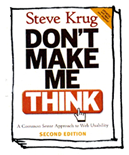 Steve Krug
DON'T
MAKE
ME
THINK
A Common Sense Approach to Web Usability
SECOND EDITION